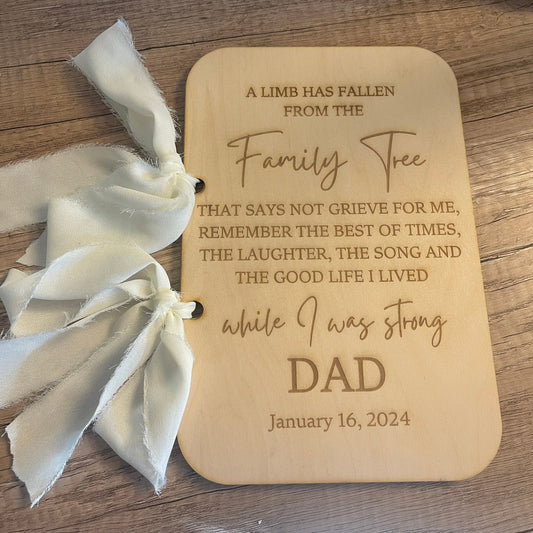 A LIMB HAS FALLEN
FROM THE
Family Tree
THAT SAYS NOT GRIEVE FOR ME,
REMEMBER THE BEST OF TIMES,
THE LAUGHTER, THE SONG AND
THE GOOD LIFE I LIVED
while I was strong
DAD
January 16, 2024